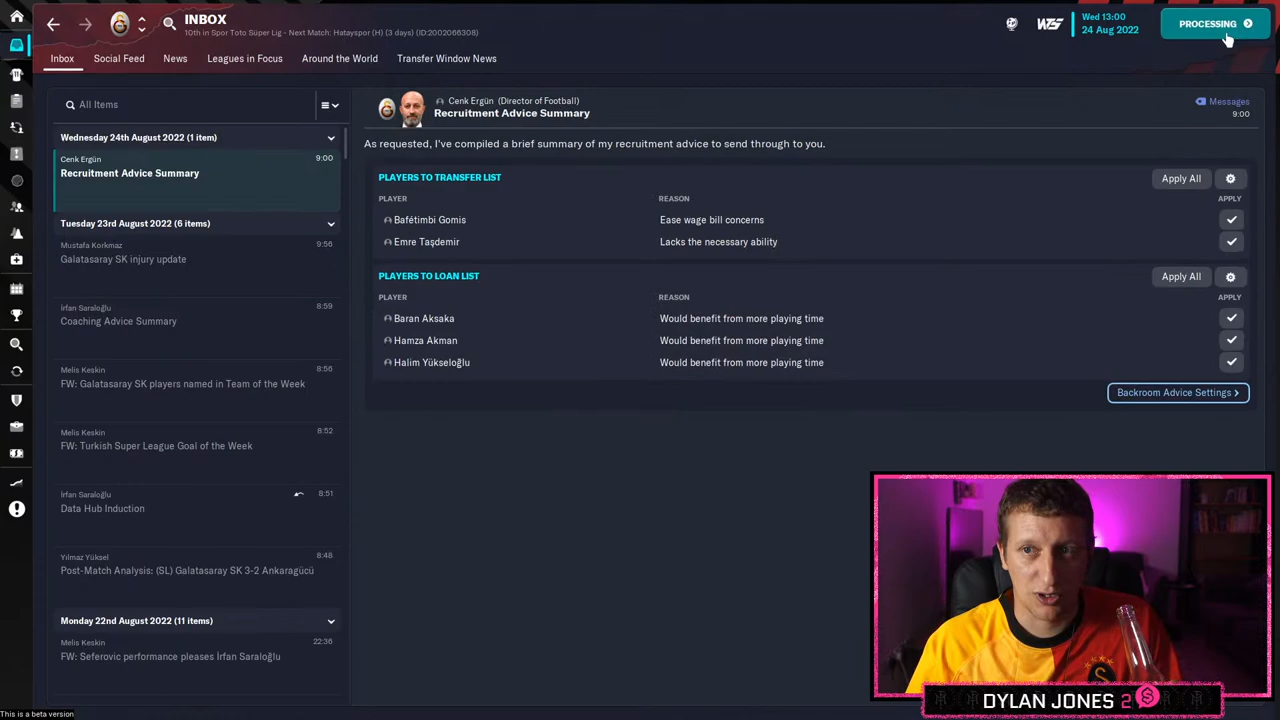 INBOX
10th in Spor Toto Süper Lig - Next Match: Hatayspor (H) (3 days) (ID:2002066308)
Wed 13:00
24 Aug 2022
PROCESSING
Inbox
Social Feed
News
Leagues in Focus
Around the World
Transfer Window News
All Items
Wednesday 24th August 2022 (1 item)
Cenk Ergün
9:00
Recruitment Advice Summary
Tuesday 23rd August 2022 (6 items)
Mustafa Korkmaz
9:56
Galatasaray SK injury update
İrfan Saraloğlu
8:59
Coaching Advice Summary
Melis Keskin
8:56
FW: Galatasaray SK players named in Team of the Week
Melis Keskin
8:52
FW: Turkish Super League Goal of the Week
İrfan Saraloğlu
8:51
Data Hub Induction
Yılmaz Yüksel
8:48
Post-Match Analysis: (SL) Galatasaray SK 3-2 Ankaragücü
Monday 22nd August 2022 (11 items)
Melis Keskin
22:36
FW: Seferovic performance pleases İrfan Saraloğlu
Cenk Ergün (Director of Football)
Recruitment Advice Summary
Messages
9:00
As requested, I've compiled a brief summary of my recruitment advice to send through to you.
PLAYERS TO TRANSFER LIST
Apply All
PLAYER REASON APPLY
Bafétimbi Gomis Ease wage bill concerns
Emre Taşdemir Lacks the necessary ability
PLAYERS TO LOAN LIST
Apply All
PLAYER REASON APPLY
Baran Aksaka Would benefit from more playing time
Hamza Akman Would benefit from more playing time
Halim Yükseloğlu Would benefit from more playing time
Backroom Advice Settings
DYLAN JONES 2
This is a beta version